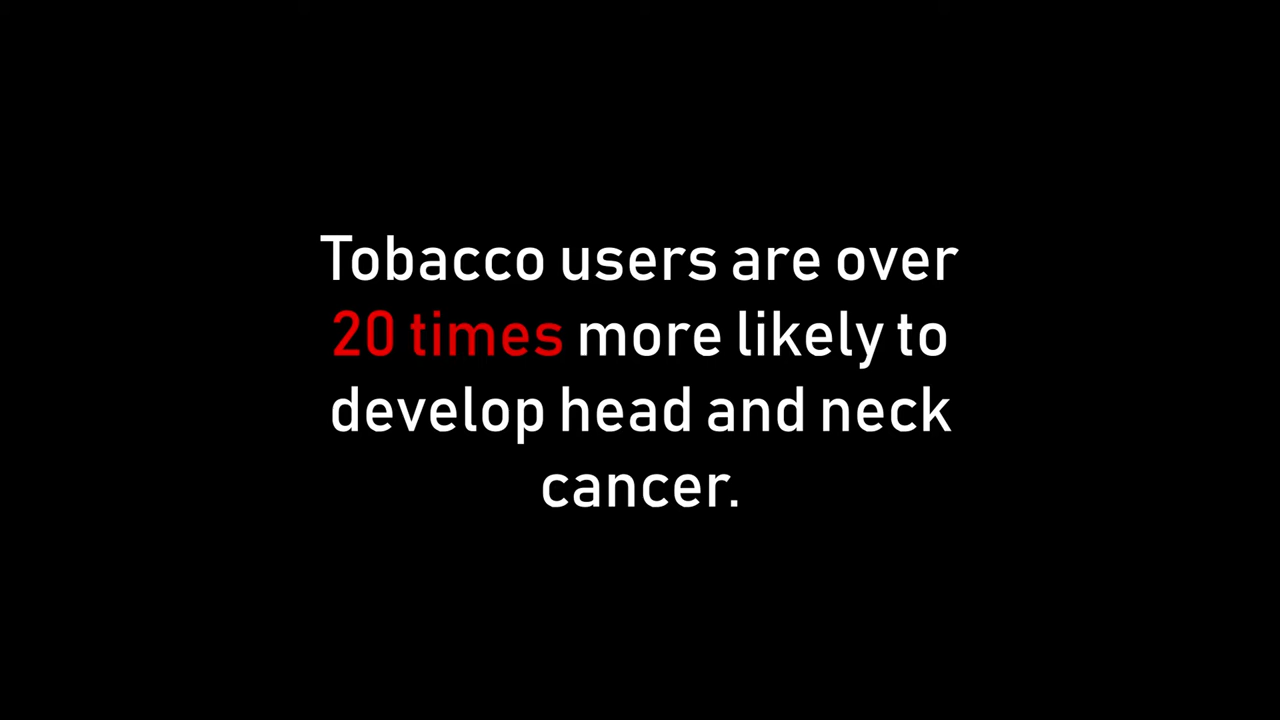 Tobacco users are over
20 times more likely to
develop head and neck
cancer.